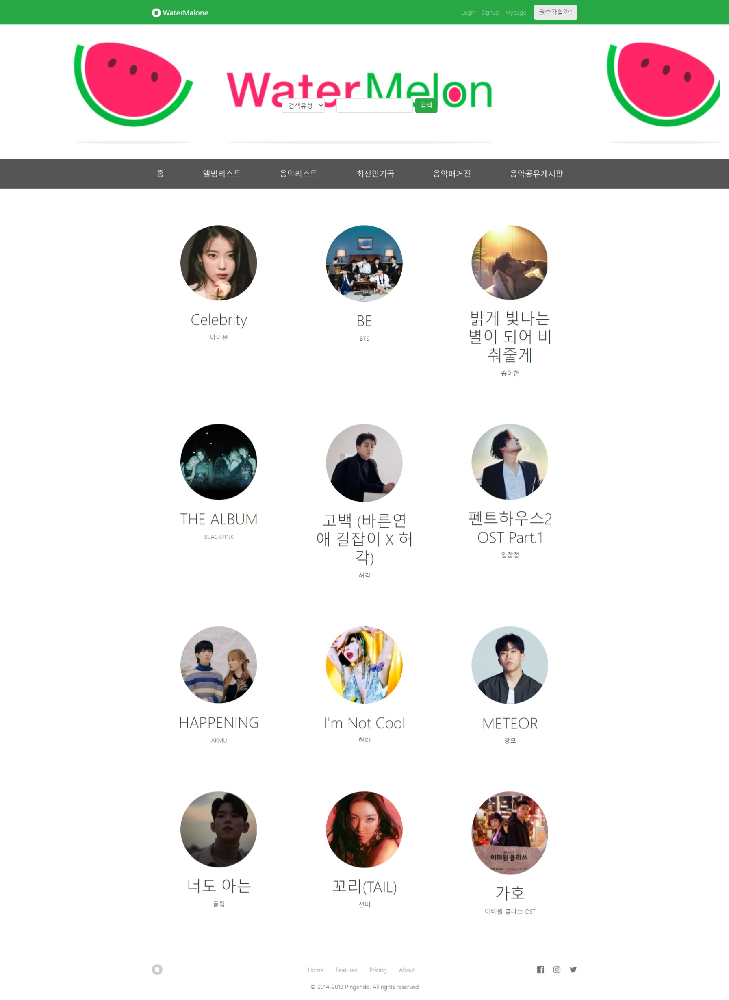 WaterMalone
Login Signup Mypage 뭘추가할까?
WaterMelon
검색유형 검색
홈 앨범리스트 음악리스트 최신인기곡 음악매거진 음악공유게시판
Celebrity
아이유
BE
BTS
밝게 빛나는
별이 되어 비
춰줄게
송이한
THE ALBUM
BLACKPINK
고백 (바른연
애 길잡이 X 허
각)
허각
펜트하우스2
OST Part.1
임창정
HAPPENING
AKMU
I'm Not Cool
현아
METEOR
창모
너도 아는
폴킴
꼬리(TAIL)
선미
이태원 클라쓰
가호
이태원 클라쓰 OST
Home Features Pricing About
© 2014-2018 Pingendo. All rights reserved